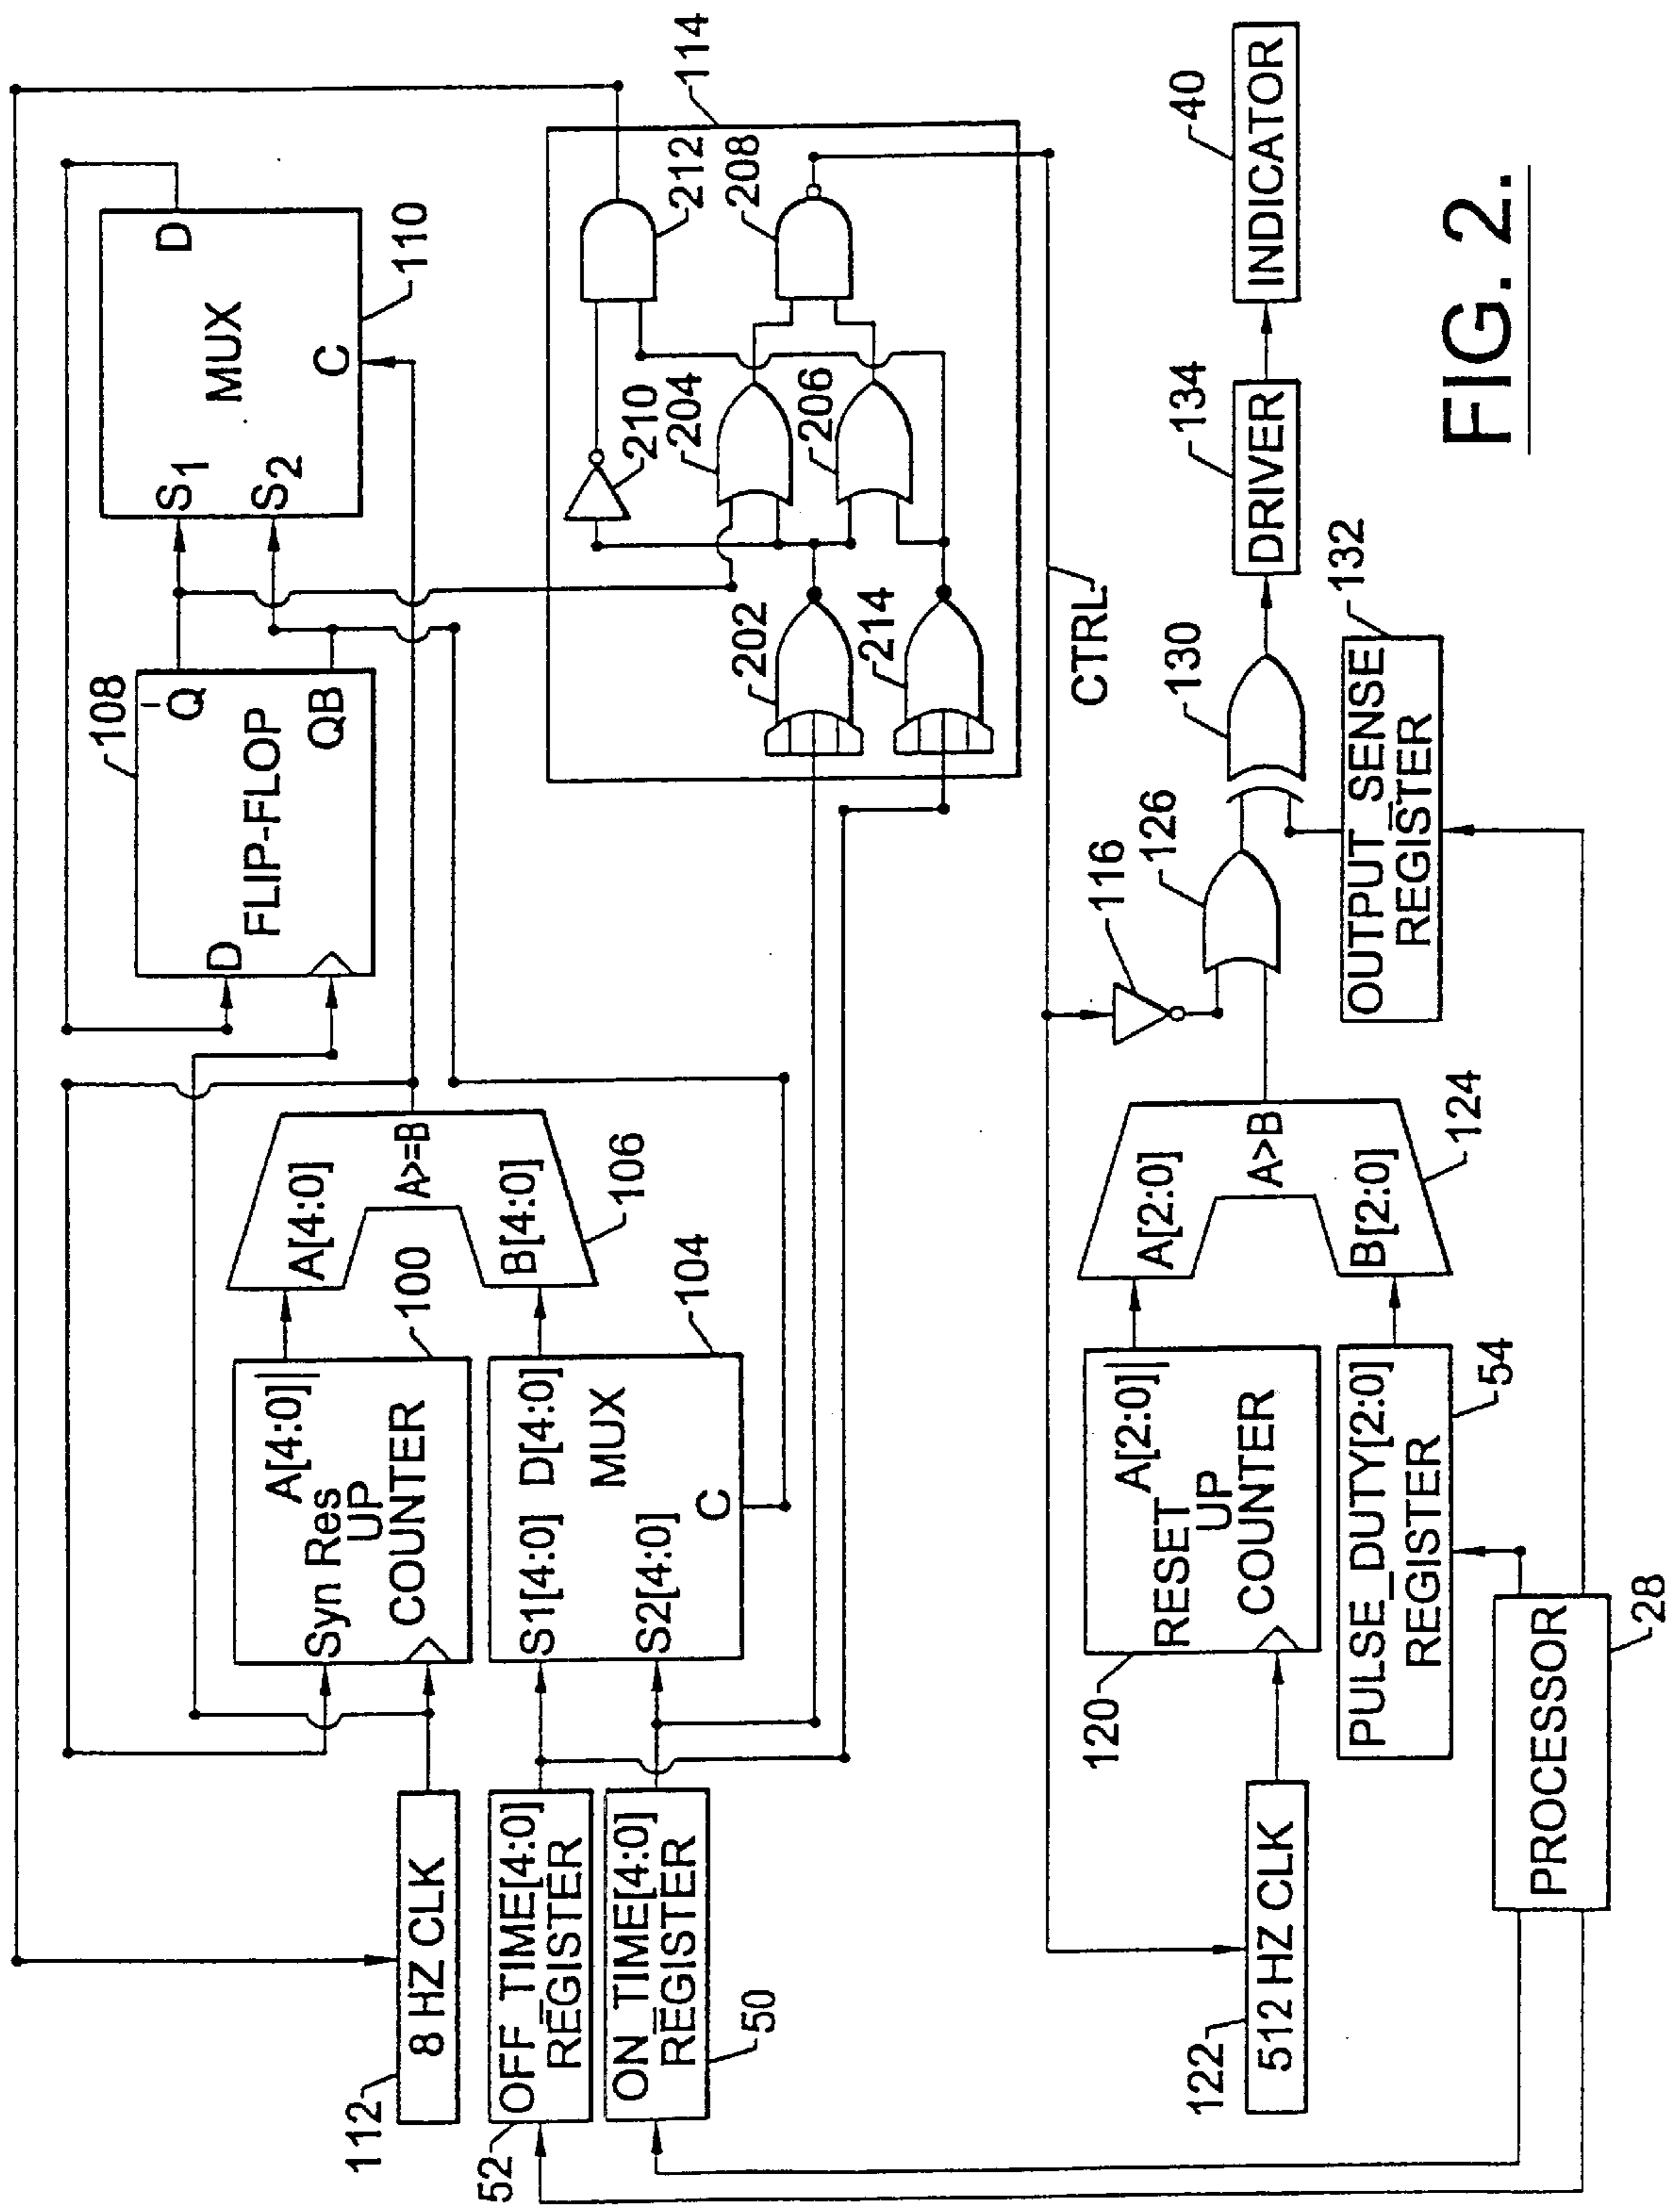 112
8 HZ CLK
52
OFF_TIME[4:0]
REGISTER
ON_TIME[4:0]
REGISTER
50
A[4:0]
Syn Res
UP
COUNTER
100
S1[4:0] D[4:0]
MUX
S2[4:0]
C
104
A[4:0]
A>=B
B[4:0]
106
108
D
Q
FLIP-FLOP
QB
S1
D
MUX
S2
C
110
114
202
214
210
204
206
212
208
CTRL
122
512 HZ CLK
120
A[2:0]
RESET
UP
COUNTER
PULSE_DUTY[2:0]
REGISTER
54
PROCESSOR
28
A[2:0]
A>B
B[2:0]
124
116
126
130
OUTPUT_SENSE
REGISTER
132
134
DRIVER
40
INDICATOR
FIG. 2.